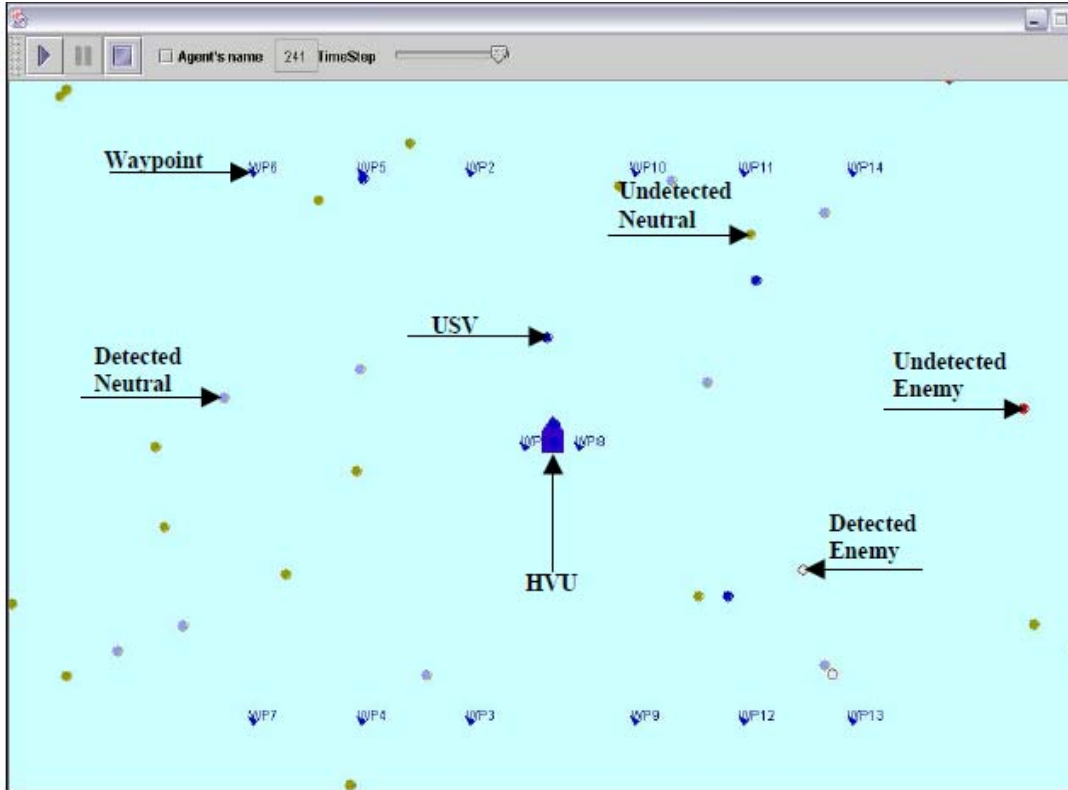 Agent's name 241 TimeStep
Waypoint
WP6
WP5
WP2
WP10
WP11
WP14
Undetected
Neutral
USV
Detected
Neutral
Undetected
Enemy
WP8
Detected
Enemy
HVU
WP7
WP4
WP3
WP9
WP12
WP13